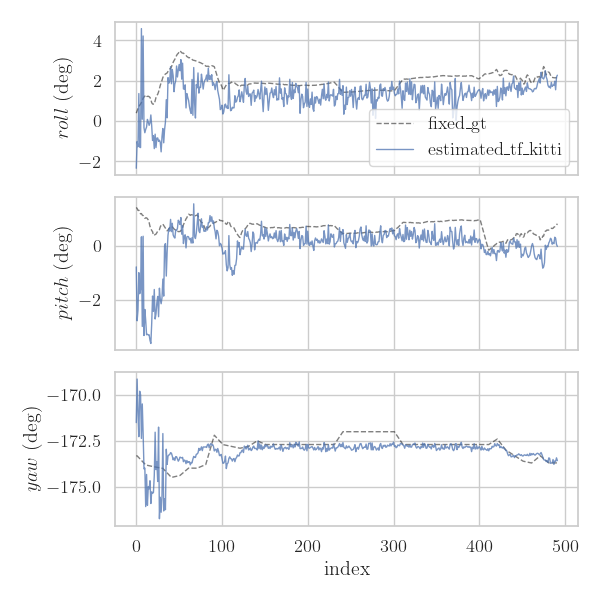 4
2
0
−2
roll (deg)
fixed_gt
estimated_tf_kitti
0
−2
pitch (deg)
−170.0
−172.5
−175.0
yaw (deg)
0
100
200
300
400
500
index